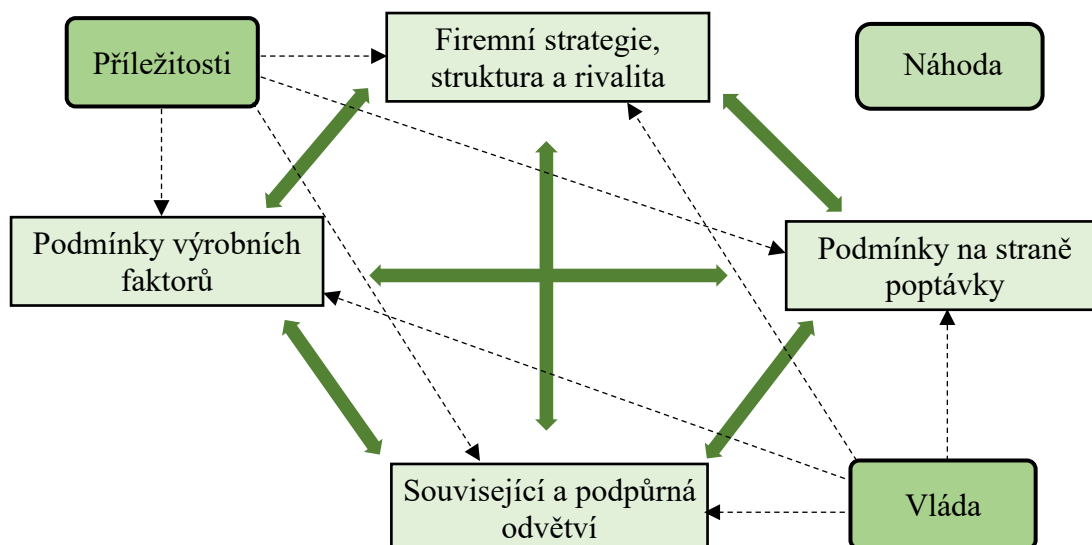 Příležitosti
Firemní strategie,
struktura a rivalita
Náhoda
Podmínky výrobních
faktorů
Podmínky na straně
poptávky
Související a podpůrná
odvětví
Vláda